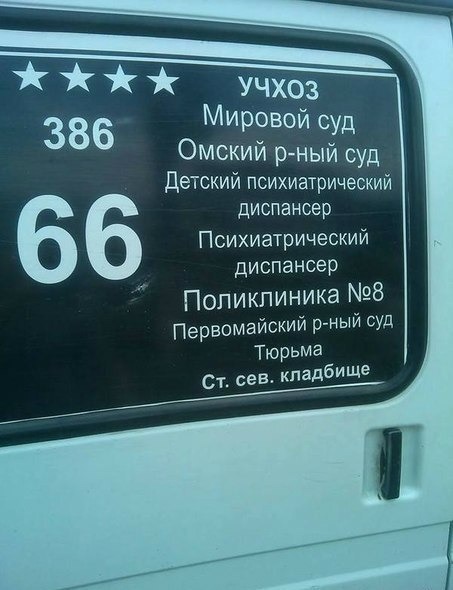 ★★★★
386
66
УЧХОЗ
Мировой суд
Омский р-ный суд
Детский психиатрический
диспансер
Психиатрический
диспансер
Поликлиника №8
Первомайский р-ный суд
Тюрьма
Ст. сев. кладбище